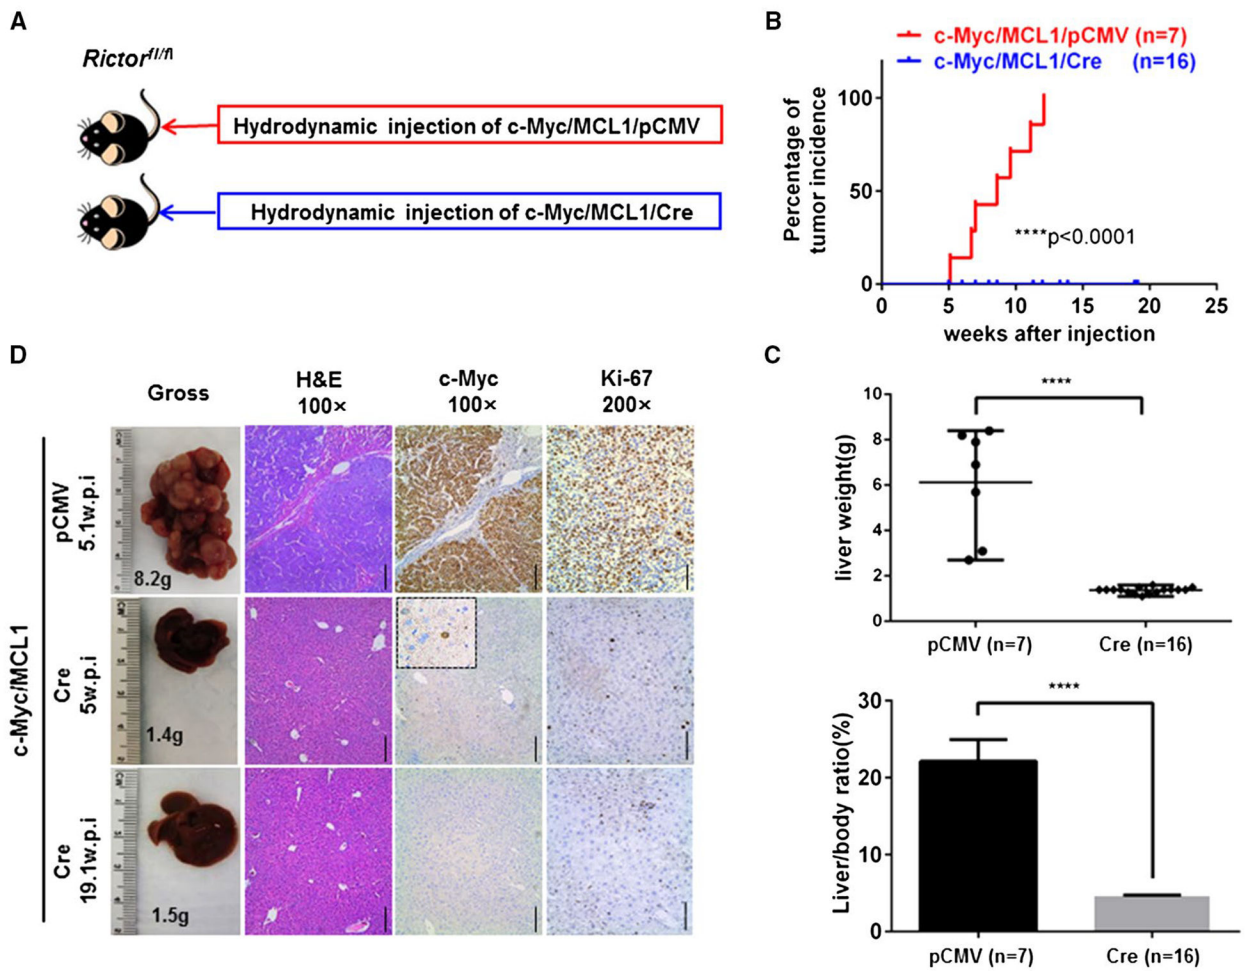 A
Rictor fl/fl
Hydrodynamic injection of c-Myc/MCL1/pCMV
Hydrodynamic injection of c-Myc/MCL1/Cre
B
c-Myc/MCL1/pCMV (n=7)
c-Myc/MCL1/Cre (n=16)
Percentage of
tumor incidence
100
50
0
****p<0.0001
0 5 10 15 20 25
weeks after injection
D
Gross
H&E
100×
c-Myc
100×
Ki-67
200×
c-Myc/MCL1
pCMV
5.1w.p.i
8.2g
Cre
5w.p.i
1.4g
Cre
19.1w.p.i
1.5g
C
liver weight(g)
10
8
6
4
2
0
****
pCMV (n=7) Cre (n=16)
Liver/body ratio(%)
30
20
10
0
****
pCMV (n=7) Cre (n=16)